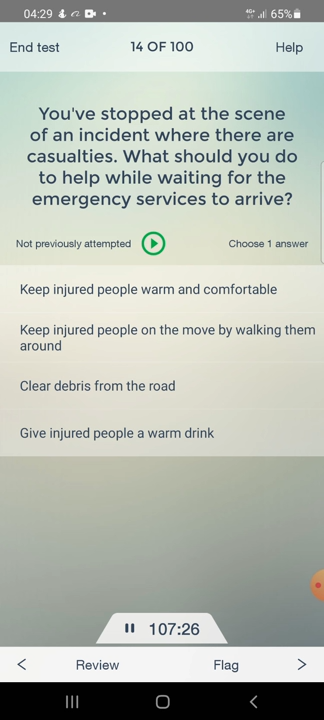 04:29 4G+ 65%
End test 14 OF 100 Help
You've stopped at the scene
of an incident where there are
casualties. What should you do
to help while waiting for the
emergency services to arrive?
Not previously attempted Choose 1 answer
Keep injured people warm and comfortable
Keep injured people on the move by walking them
around
Clear debris from the road
Give injured people a warm drink
107:26
< Review Flag >